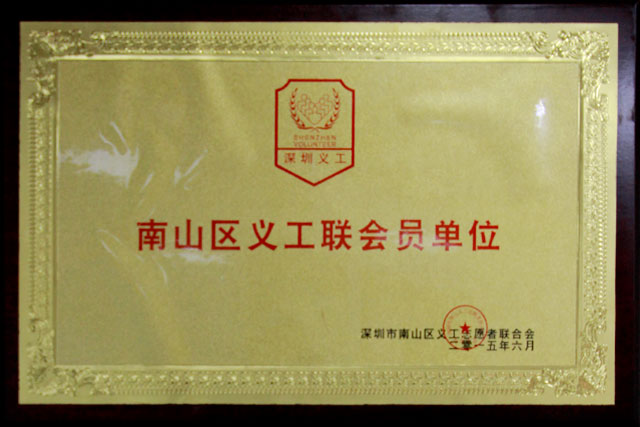 SHENZHEN
VOLUNTEER
深圳义工
南山区义工联会员单位
深圳市南山区义工志愿者联合会
二零一五年六月